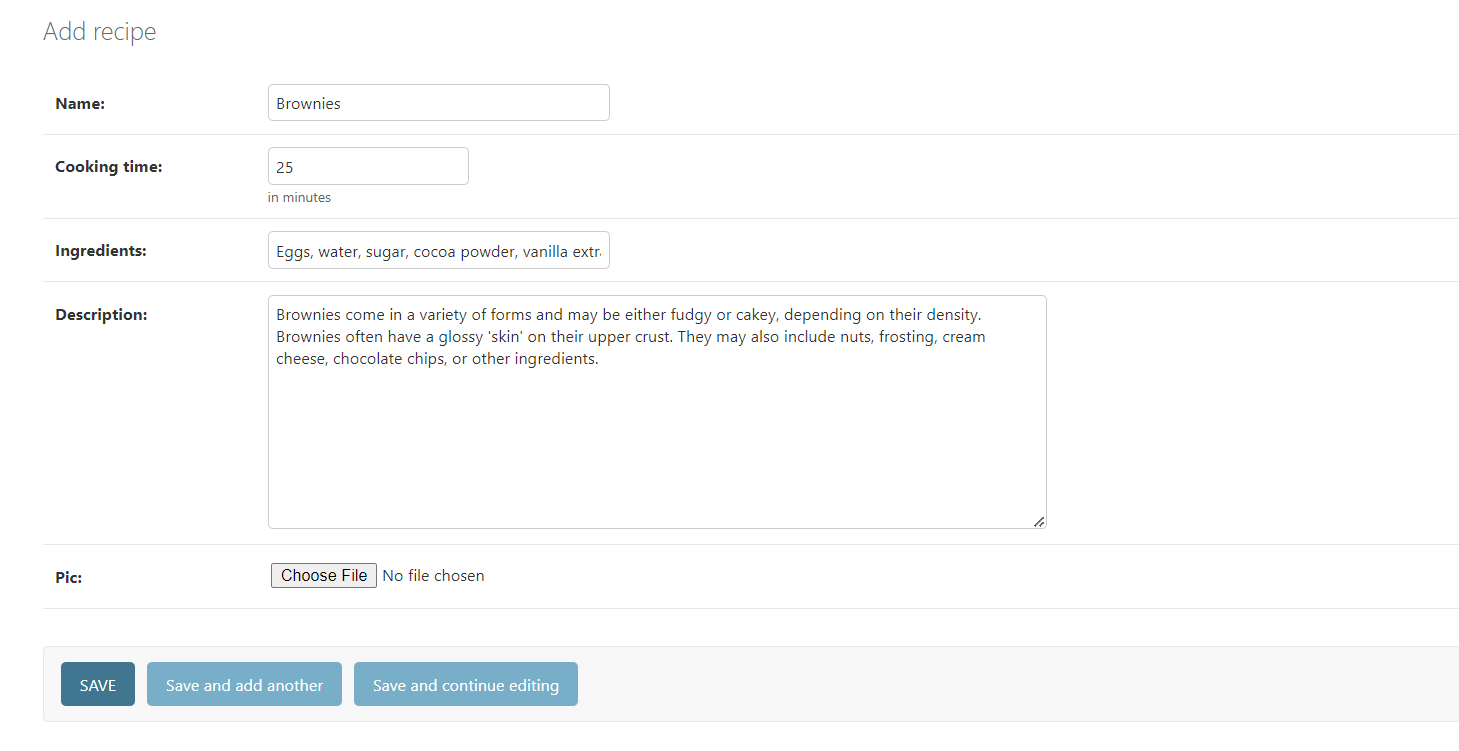 Add recipe
Name:
Brownies
Cooking time:
25
in minutes
Ingredients:
Eggs, water, sugar, cocoa powder, vanilla extr
Description:
Brownies come in a variety of forms and may be either fudgy or cakey, depending on their density.
Brownies often have a glossy 'skin' on their upper crust. They may also include nuts, frosting, cream
cheese, chocolate chips, or other ingredients.
Pic:
Choose File No file chosen
SAVE
Save and add another
Save and continue editing